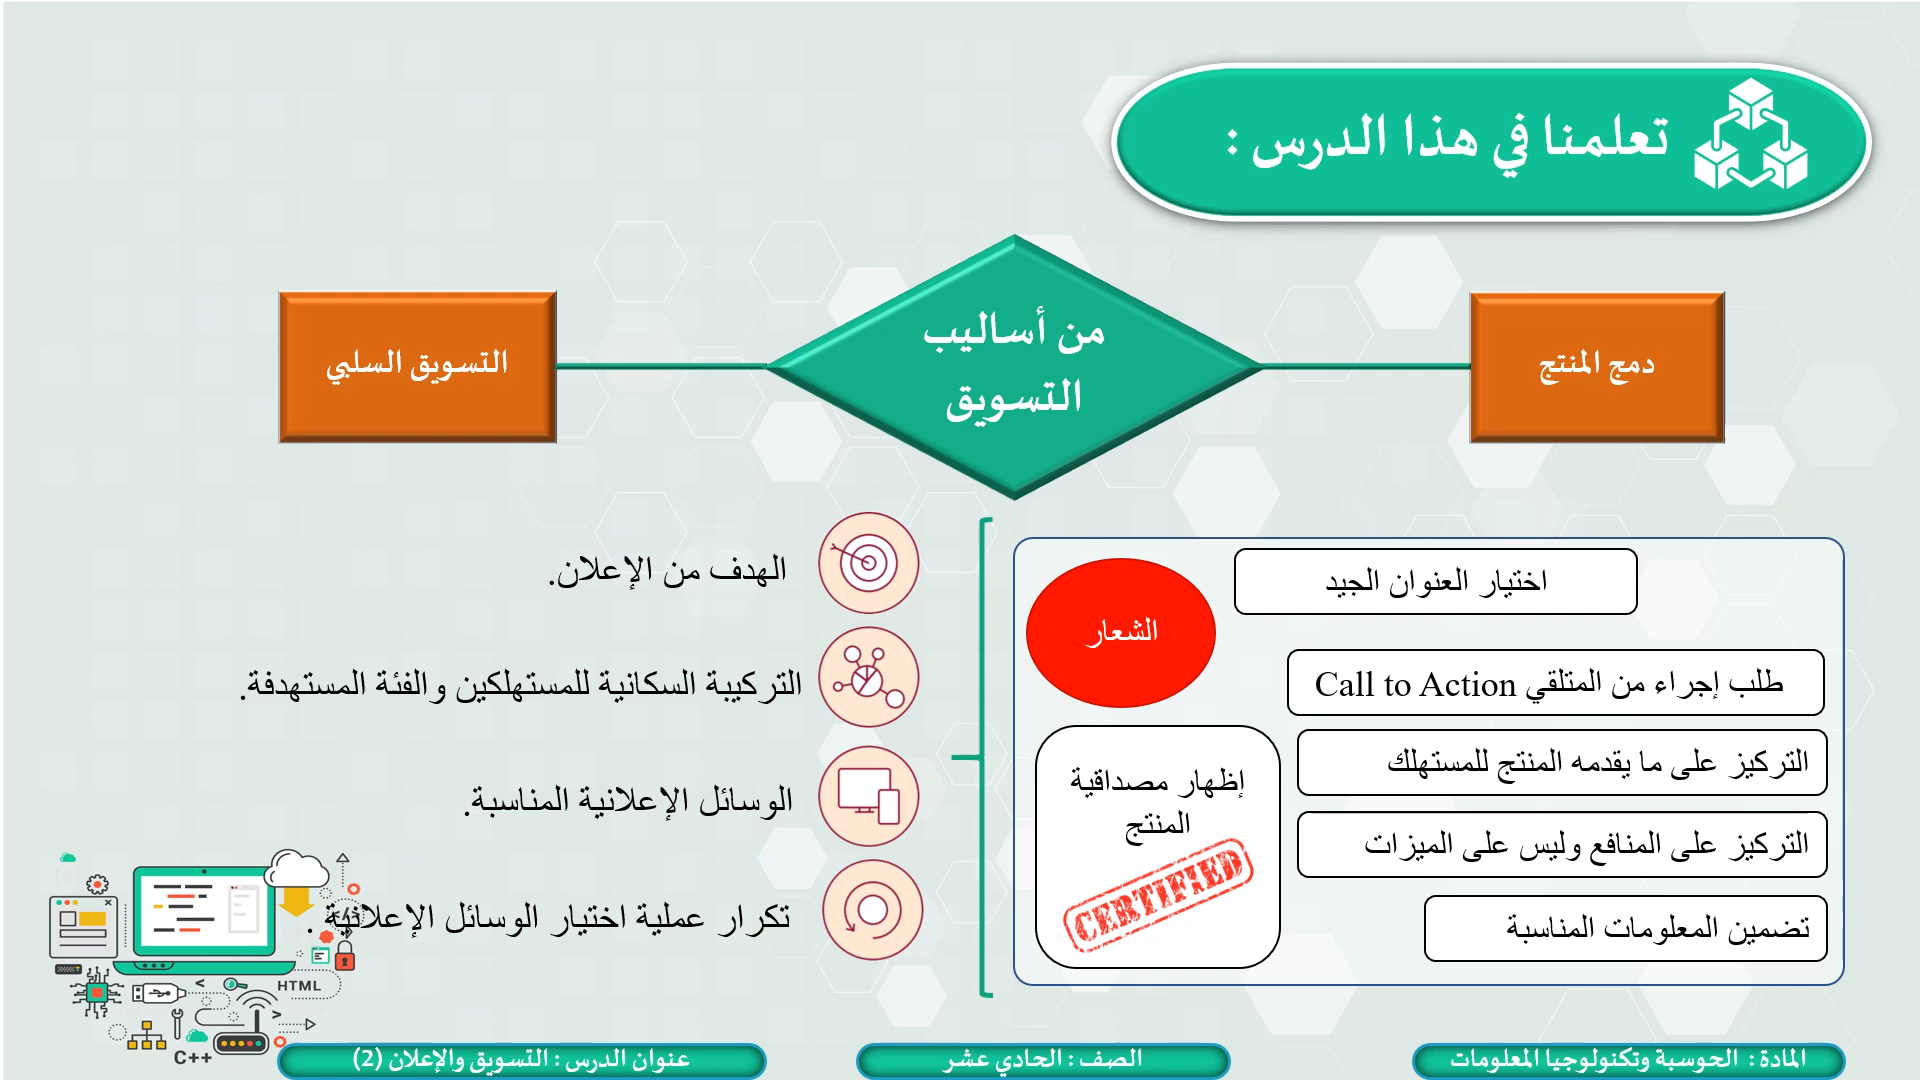 تعلمنا في هذا الدرس :
دمج المنتج
من أساليب
التسويق
التسويق السلبي
اختيار العنوان الجيد
الشعار
طلب إجراء من المتلقي Call to Action
التركيز على ما يقدمه المنتج للمستهلك
التركيز على المنافع وليس على الميزات
تضمين المعلومات المناسبة
إظهار مصداقية
المنتج
CERTIFIED
الهدف من الإعلان.
التركيبة السكانية للمستهلكين والفئة المستهدفة.
الوسائل الإعلانية المناسبة.
تكرار عملية اختيار الوسائل الإعلانية .
</>
HTML
C++
المادة : الحوسبة وتكنولوجيا المعلومات
الصف : الحادي عشر
عنوان الدرس : التسويق والإعلان (2)